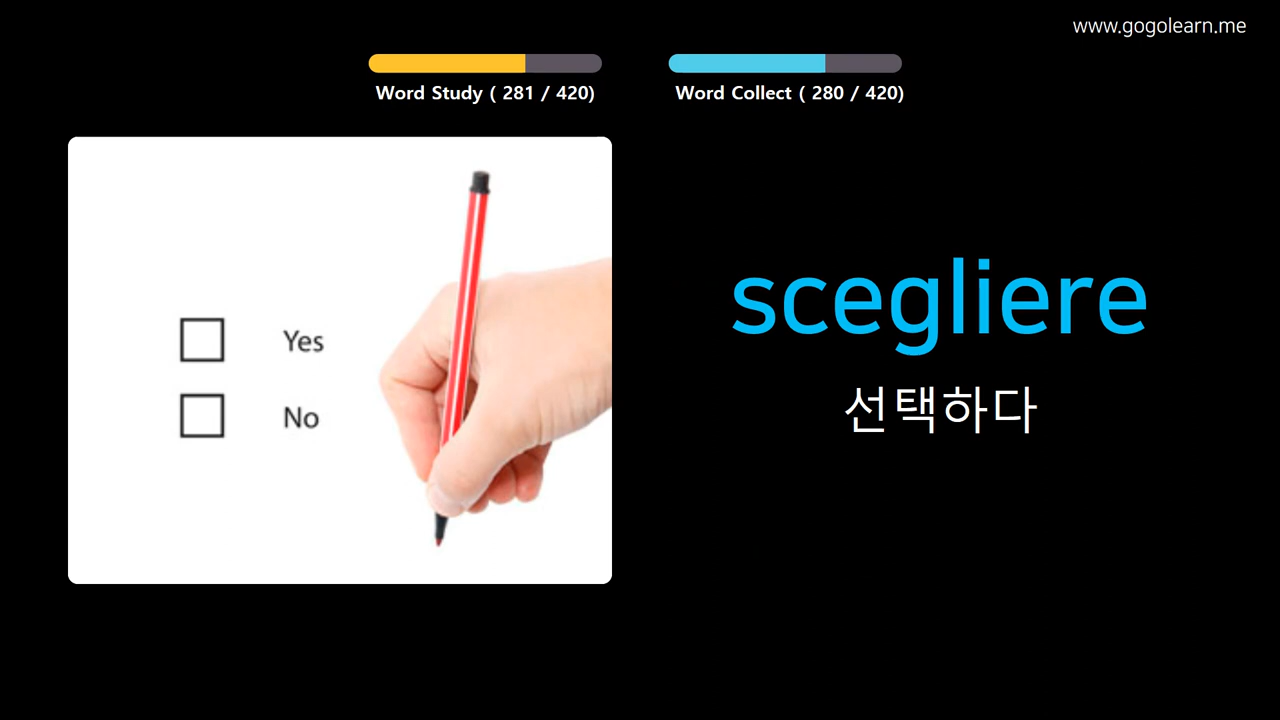 www.gogolearn.me
Word Study ( 281 / 420)
Word Collect ( 280 / 420)
Yes
No
scegliere
선택하다